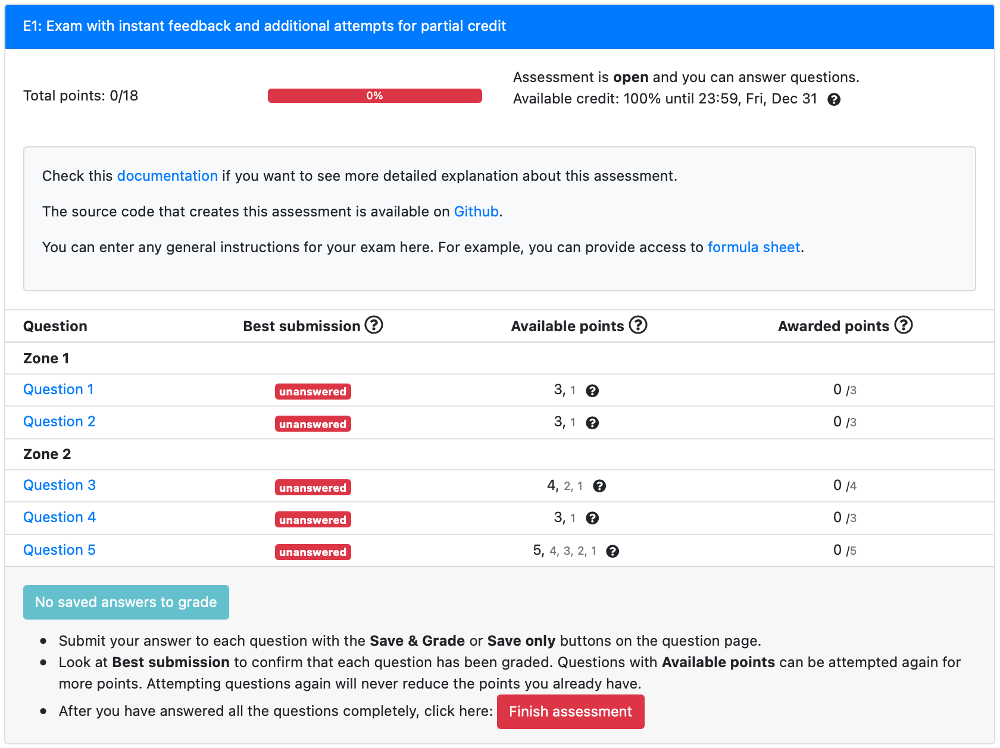 E1: Exam with instant feedback and additional attempts for partial credit
Total points: 0/18
0%
Assessment is open and you can answer questions.
Available credit: 100% until 23:59, Fri, Dec 31 ?
Check this documentation if you want to see more detailed explanation about this assessment.
The source code that creates this assessment is available on Github.
You can enter any general instructions for your exam here. For example, you can provide access to formula sheet.
Question Best submission ? Available points ? Awarded points ?
Zone 1
Question 1 unanswered 3, 1 ? 0 /3
Question 2 unanswered 3, 1 ? 0 /3
Zone 2
Question 3 unanswered 4, 2, 1 ? 0 /4
Question 4 unanswered 3, 1 ? 0 /3
Question 5 unanswered 5, 4, 3, 2, 1 ? 0 /5
No saved answers to grade
• Submit your answer to each question with the Save & Grade or Save only buttons on the question page.
• Look at Best submission to confirm that each question has been graded. Questions with Available points can be attempted again for
more points. Attempting questions again will never reduce the points you already have.
• After you have answered all the questions completely, click here: Finish assessment